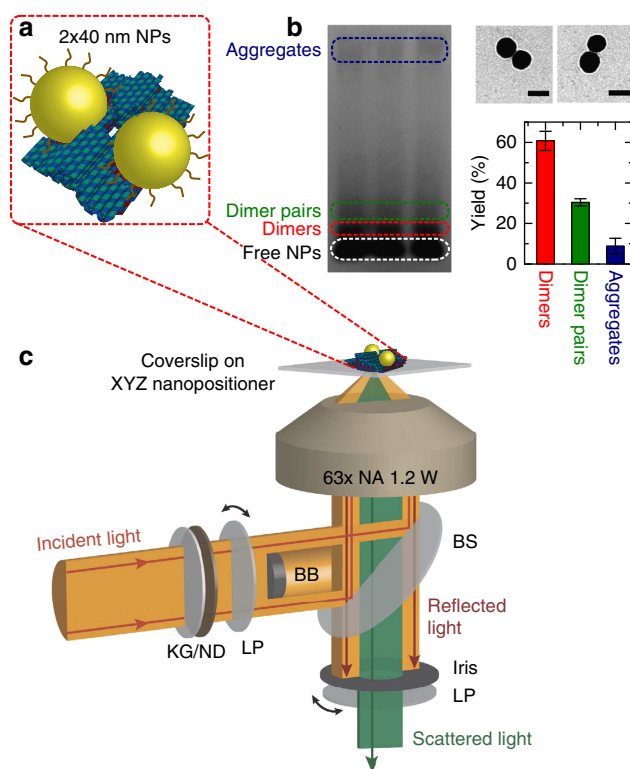 a
2x40 nm NPs
b
Aggregates
Dimer pairs
Dimers
Free NPs
Yield (%)
60
40
20
0
Dimers
Dimer pairs
Aggregates
c
Coverslip on
XYZ nanopositioner
63x NA 1.2 W
Incident light
BB
BS
KG/ND
LP
Reflected
light
Iris
LP
Scattered light